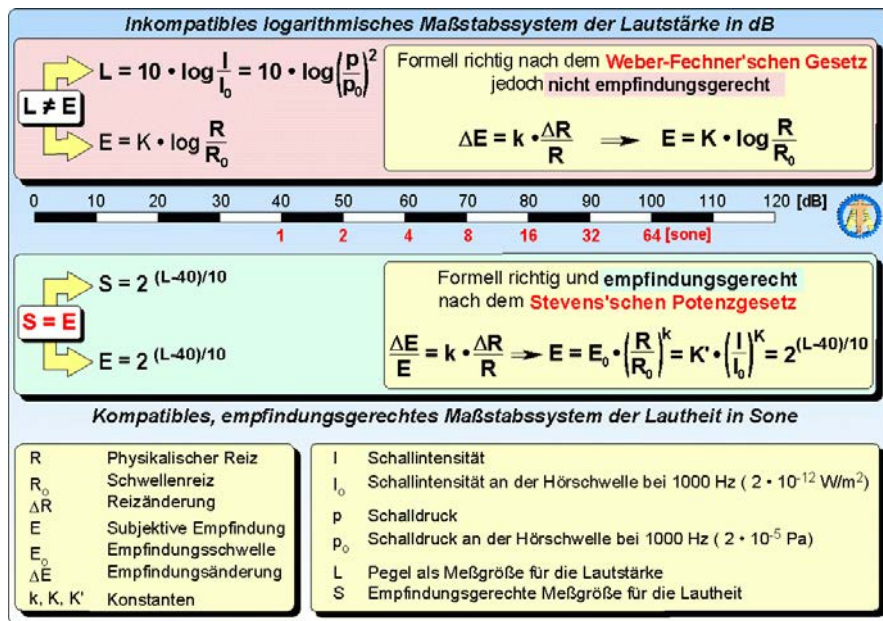 Inkompatibles logarithmisches Maßstabssystem der Lautstärke in dB
L ≠ E
L = 10 • log I/I₀ = 10 • log(p/p₀)²
E = K • log R/R₀
Formell richtig nach dem Weber-Fechner'schen Gesetz
jedoch nicht empfindungsgerecht
ΔE = k • ΔR/R ⟹ E = K • log R/R₀
0 10 20 30 40 50 60 70 80 90 100 110 120 [dB]
1 2 4 8 16 32 64 [sone]
S = E
S = 2 (L-40)/10
E = 2 (L-40)/10
Formell richtig und empfindungsgerecht
nach dem Stevens'schen Potenzgesetz
ΔE/E = k • ΔR/R ⟹ E = E₀ • (R/R₀)^k = K' • (I/I₀)^K = 2^(L-40)/10
Kompatibles, empfindungsgerechtes Maßstabssystem der Lautheit in Sone
R Physikalischer Reiz
R₀ Schwellenreiz
ΔR Reizänderung
E Subjektive Empfindung
E₀ Empfindungsschwelle
ΔE Empfindungsänderung
k, K, K' Konstanten
I Schallintensität
I₀ Schallintensität an der Hörschwelle bei 1000 Hz ( 2 • 10⁻¹² W/m²)
p Schalldruck
p₀ Schalldruck an der Hörschwelle bei 1000 Hz ( 2 • 10⁻⁵ Pa)
L Pegel als Meßgröße für die Lautstärke
S Empfindungsgerechte Meßgröße für die Lautheit